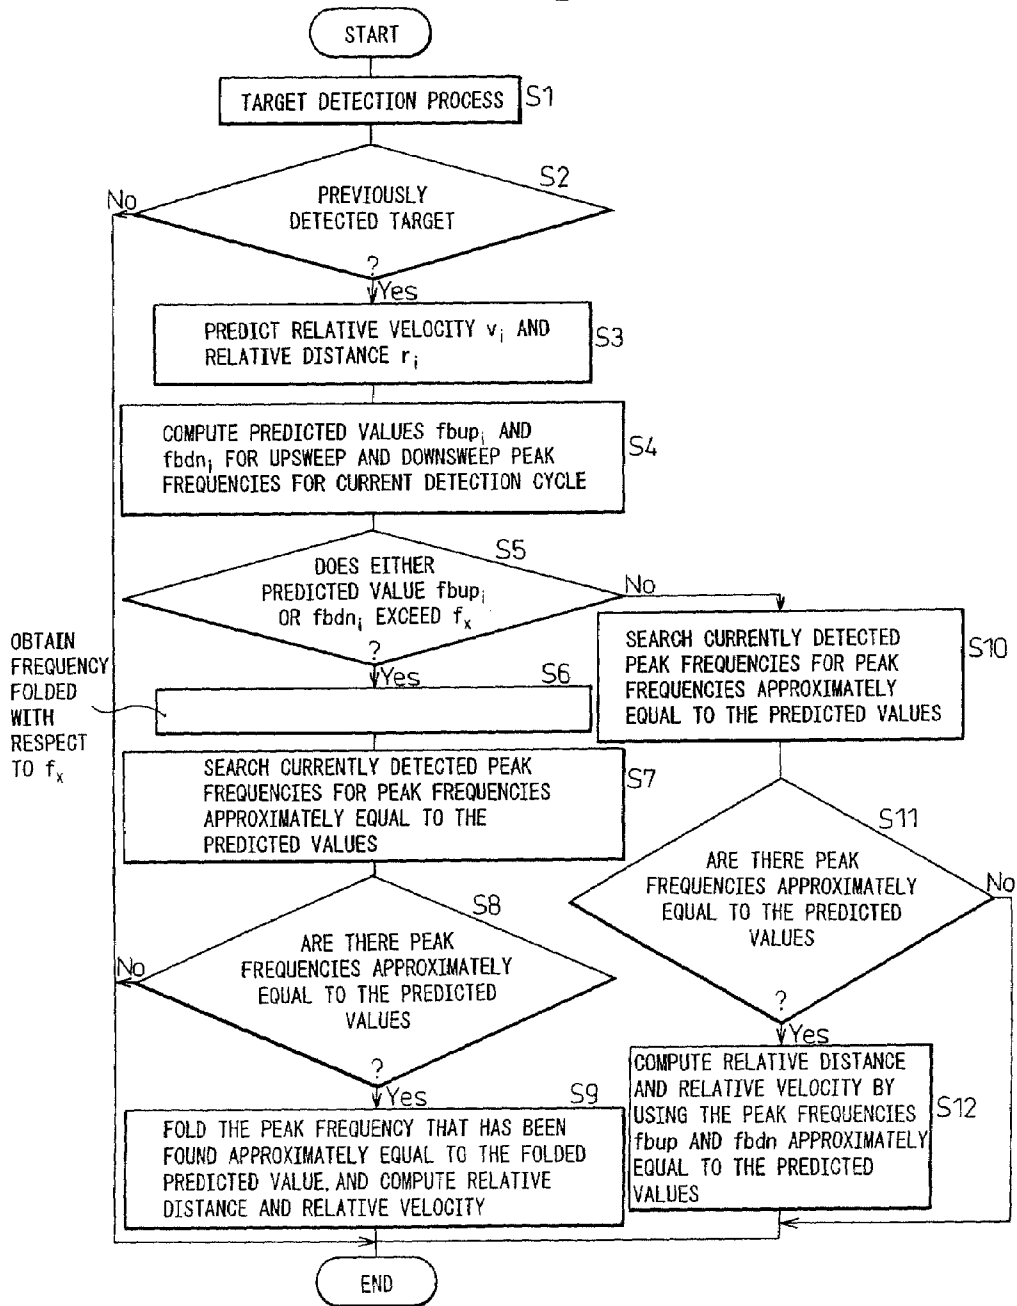 START
TARGET DETECTION PROCESS
S1
S2
PREVIOUSLY
DETECTED TARGET
?
No
Yes
PREDICT RELATIVE VELOCITY vi AND
RELATIVE DISTANCE ri
S3
COMPUTE PREDICTED VALUES fbupi AND
fbdni FOR UPSWEEP AND DOWNSWEEP PEAK
FREQUENCIES FOR CURRENT DETECTION CYCLE
S4
S5
DOES EITHER
PREDICTED VALUE fbupi
OR fbdni EXCEED fx
?
No
Yes
OBTAIN
FREQUENCY
FOLDED
WITH
RESPECT
TO fx
S6
SEARCH CURRENTLY DETECTED PEAK
FREQUENCIES FOR PEAK FREQUENCIES
APPROXIMATELY EQUAL TO THE
PREDICTED VALUES
S7
S8
ARE THERE PEAK
FREQUENCIES APPROXIMATELY
EQUAL TO THE PREDICTED
VALUES
?
No
Yes
S9
FOLD THE PEAK FREQUENCY THAT HAS BEEN
FOUND APPROXIMATELY EQUAL TO THE FOLDED
PREDICTED VALUE, AND COMPUTE RELATIVE
DISTANCE AND RELATIVE VELOCITY
SEARCH CURRENTLY DETECTED
PEAK FREQUENCIES FOR PEAK
FREQUENCIES APPROXIMATELY
EQUAL TO THE PREDICTED VALUES
S10
S11
ARE THERE PEAK
FREQUENCIES APPROXIMATELY
EQUAL TO THE PREDICTED
VALUES
?
No
Yes
COMPUTE RELATIVE DISTANCE
AND RELATIVE VELOCITY BY
USING THE PEAK FREQUENCIES
fbup AND fbdn APPROXIMATELY
EQUAL TO THE PREDICTED
VALUES
S12
END